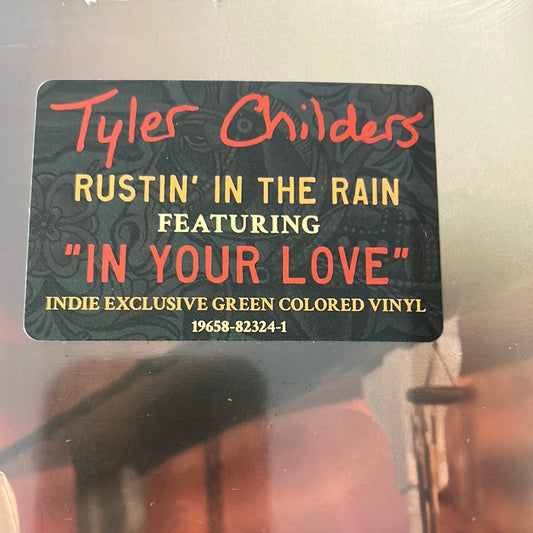 Tyler Childers
RUSTIN' IN THE RAIN
FEATURING
"IN YOUR LOVE"
INDIE EXCLUSIVE GREEN COLORED VINYL
19658-82324-1